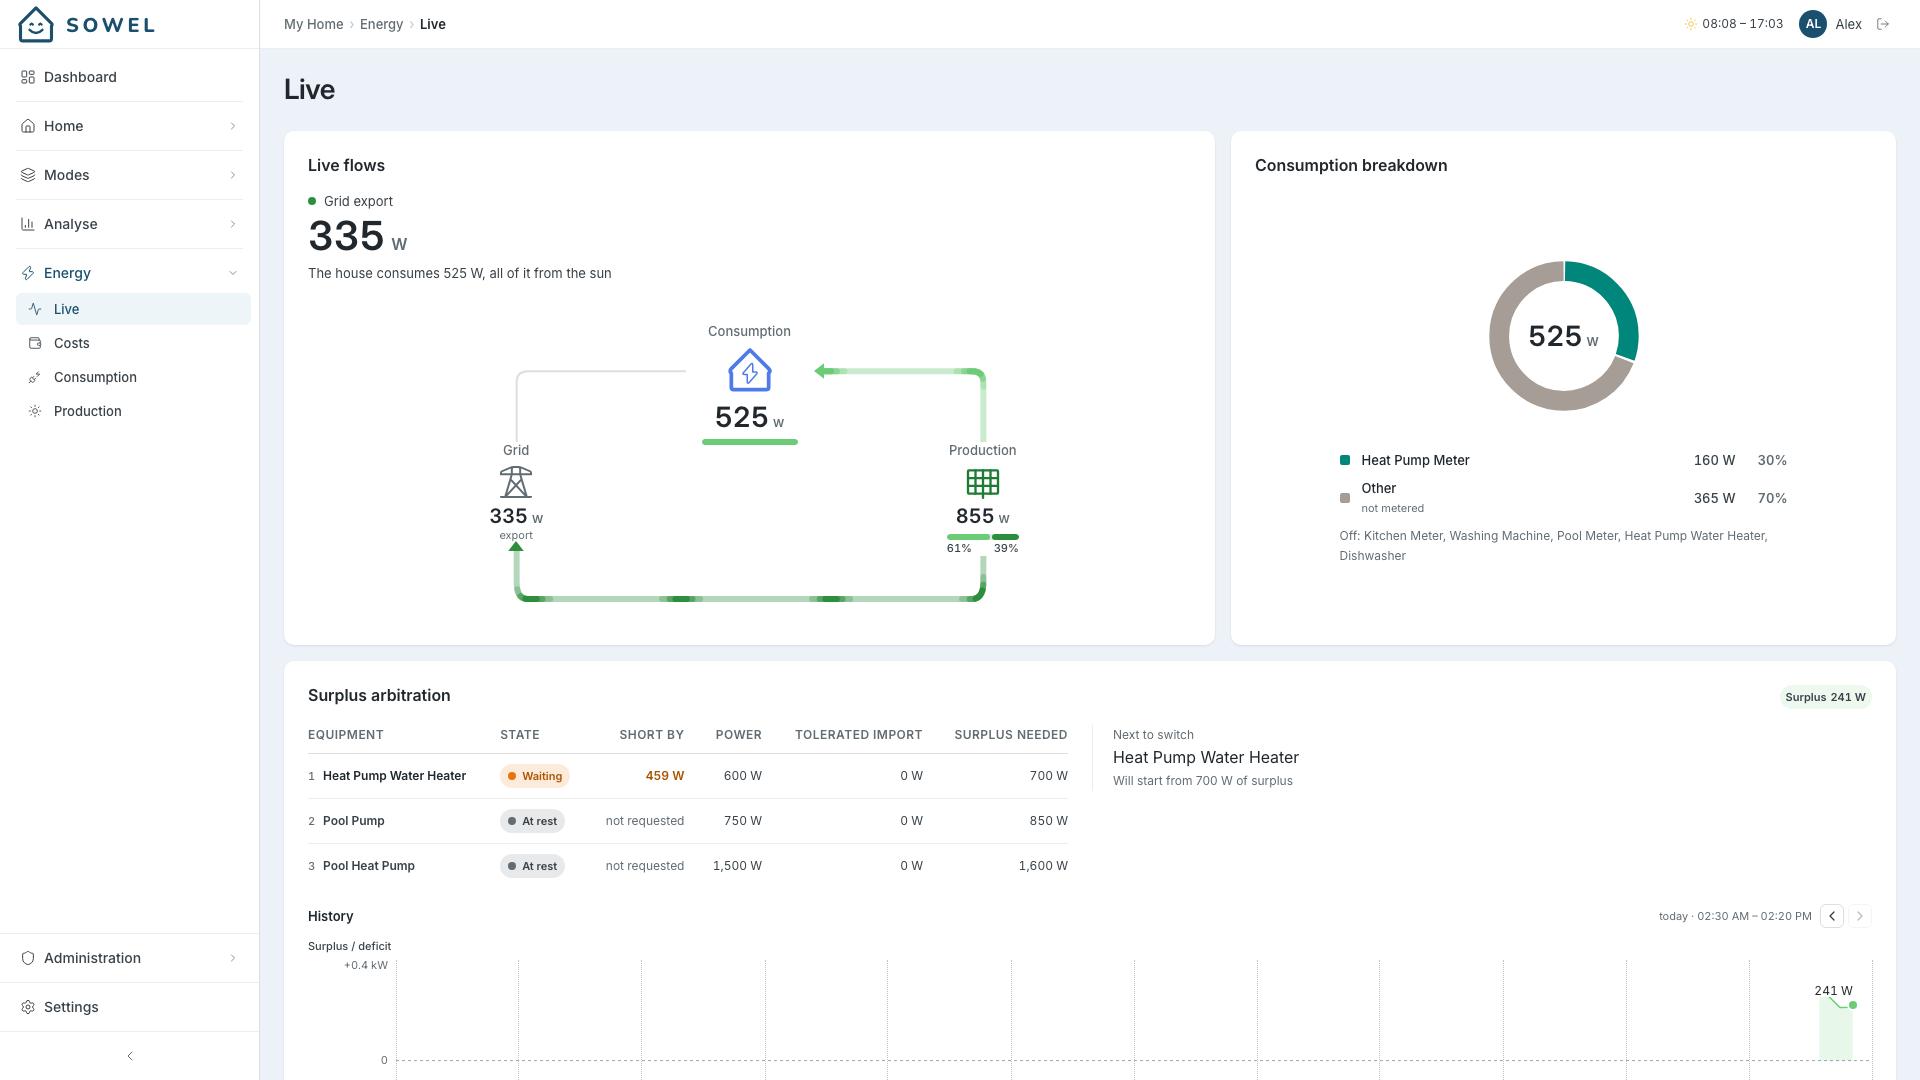 SOWEL
My Home › Energy › Live
08:08 – 17:03
AL
Alex
Dashboard
Home
Modes
Analyse
Energy
Live
Costs
Consumption
Production
Administration
Settings
Live
Live flows
Grid export
335 W
The house consumes 525 W, all of it from the sun
Consumption
525 W
Grid
335 W
export
Production
855 W
61% 39%
Consumption breakdown
525 W
Heat Pump Meter 160 W 30%
Other 365 W 70%
not metered
Off: Kitchen Meter, Washing Machine, Pool Meter, Heat Pump Water Heater,
Dishwasher
Surplus arbitration
Surplus 241 W
EQUIPMENT STATE SHORT BY POWER TOLERATED IMPORT SURPLUS NEEDED
1 Heat Pump Water Heater Waiting 459 W 600 W 0 W 700 W
2 Pool Pump At rest not requested 750 W 0 W 850 W
3 Pool Heat Pump At rest not requested 1,500 W 0 W 1,600 W
Next to switch
Heat Pump Water Heater
Will start from 700 W of surplus
History
today · 02:30 AM – 02:20 PM
Surplus / deficit
+0.4 kW
241 W
0